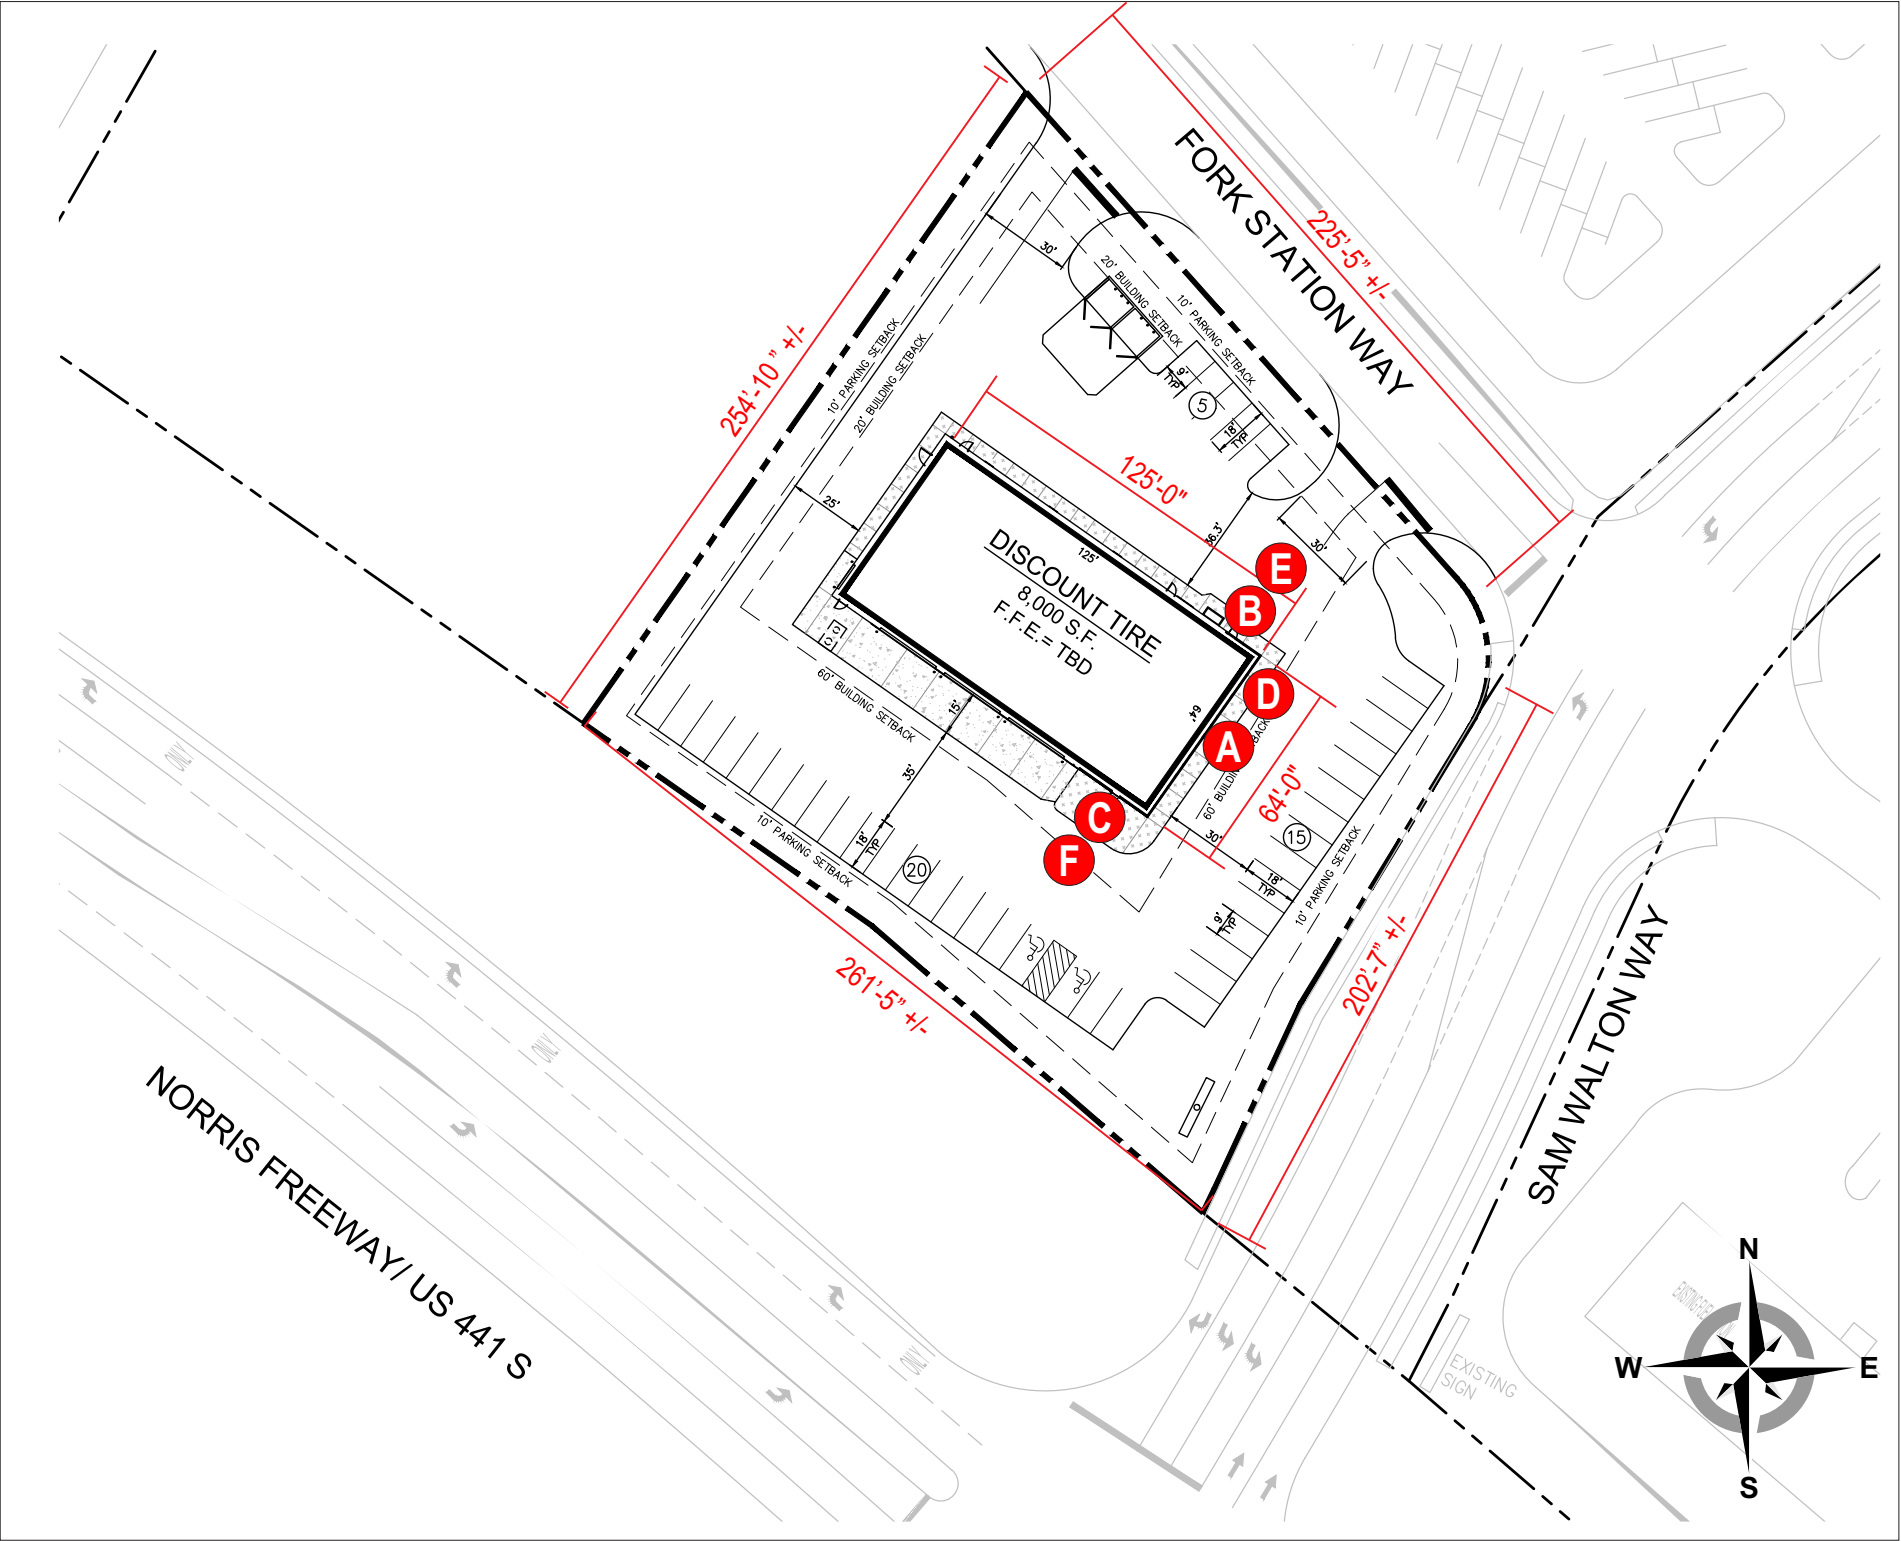 FORK STATION WAY
225'-5" +/-
254'-10" +/-
30'
20' BUILDING SETBACK
10' PARKING SETBACK
10' PARKING SETBACK
20' BUILDING SETBACK
9'
TYP
5
18'
TYP
125'-0"
25'
36.3'
30'
125'
DISCOUNT TIRE
8,000 S.F.
F.F.E.= TBD
E
B
D
A
C
F
64'
64'-0"
60' BUILDING SETBACK
15'
35'
30'
15
18'
TYP
9'
TYP
10' PARKING SETBACK
18'
TYP
20
10' PARKING SETBACK
261'-5" +/-
202'-7" +/-
SAM WALTON WAY
NORRIS FREEWAY/ US 441 S
EXISTING
SIGN
N
W
E
S